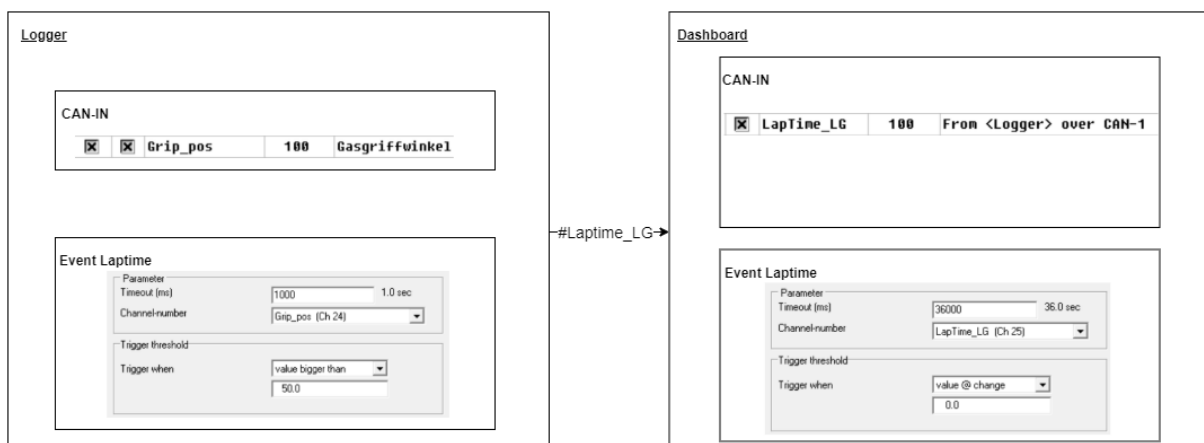 Logger
CAN-IN
Grip_pos 100 Gasgriffwinkel
Event Laptime
Parameter
Timeout (ms) 1000 1.0 sec
Channel-number Grip_pos (Ch 24)
Trigger threshold
Trigger when value bigger than
50.0
#Laptime_LG
Dashboard
CAN-IN
LapTime_LG 100 From <Logger> over CAN-1
Event Laptime
Parameter
Timeout (ms) 36000 36.0 sec
Channel-number LapTime_LG (Ch 25)
Trigger threshold
Trigger when value @ change
0.0